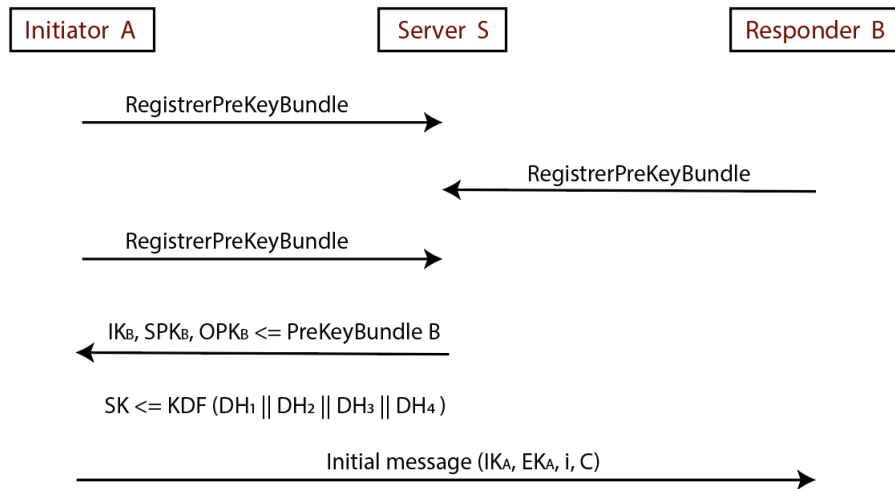 Initiator A
Server S
Responder B
RegistrerPreKeyBundle
RegistrerPreKeyBundle
RegistrerPreKeyBundle
IKB, SPKB, OPKB <= PreKeyBundle B
SK <= KDF (DH₁ || DH₂ || DH₃ || DH₄ )
Initial message (IKA, EKA, i, C)